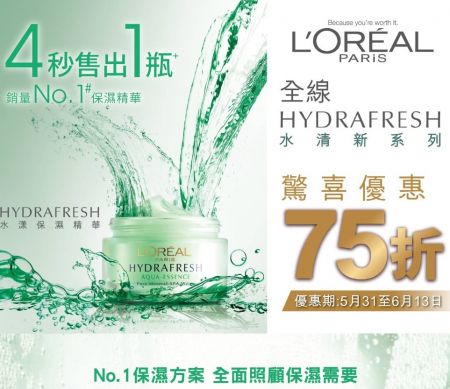 4秒售出1瓶+
銷量No.1#保濕精華
HYDRAFRESH
水漾保濕精華
L'ORÉAL
PARIS
HYDRAFRESH
AQUA-ESSENCE
Because you're worth it.
L'ORÉAL
PARIS
全線
HYDRAFRESH
水清新系列
驚喜優惠
75折
優惠期:5月31至6月13日
No.1保濕方案 全面照顧保濕需要